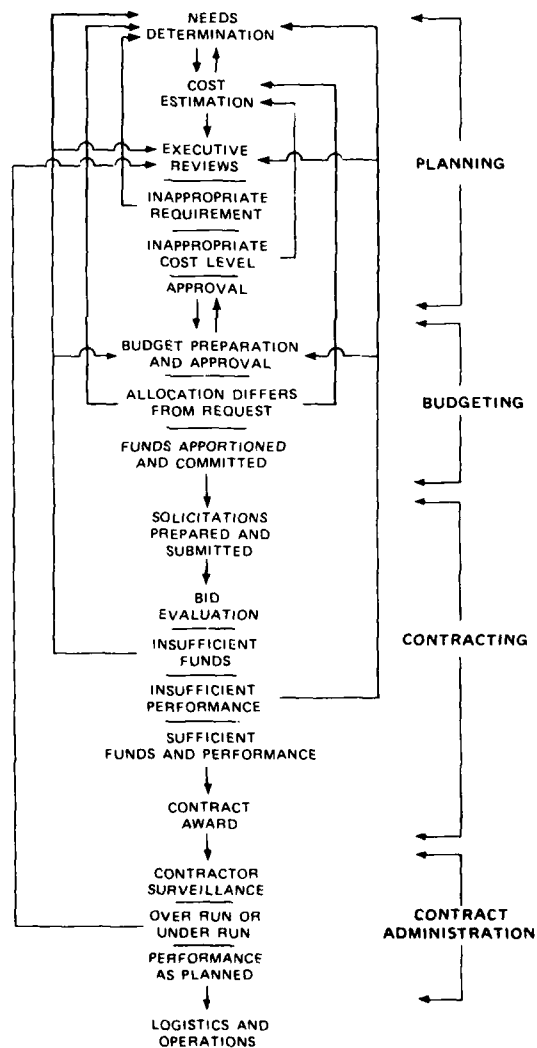 NEEDS
DETERMINATION
COST
ESTIMATION
EXECUTIVE
REVIEWS
INAPPROPRIATE
REQUIREMENT
INAPPROPRIATE
COST LEVEL
APPROVAL
PLANNING
BUDGET PREPARATION
AND APPROVAL
ALLOCATION DIFFERS
FROM REQUEST
FUNDS APPORTIONED
AND COMMITTED
BUDGETING
SOLICITATIONS
PREPARED AND
SUBMITTED
BID
EVALUATION
INSUFFICIENT
FUNDS
INSUFFICIENT
PERFORMANCE
SUFFICIENT
FUNDS AND PERFORMANCE
CONTRACT
AWARD
CONTRACTING
CONTRACTOR
SURVEILLANCE
OVER RUN OR
UNDER RUN
PERFORMANCE
AS PLANNED
CONTRACT
ADMINISTRATION
LOGISTICS AND
OPERATIONS